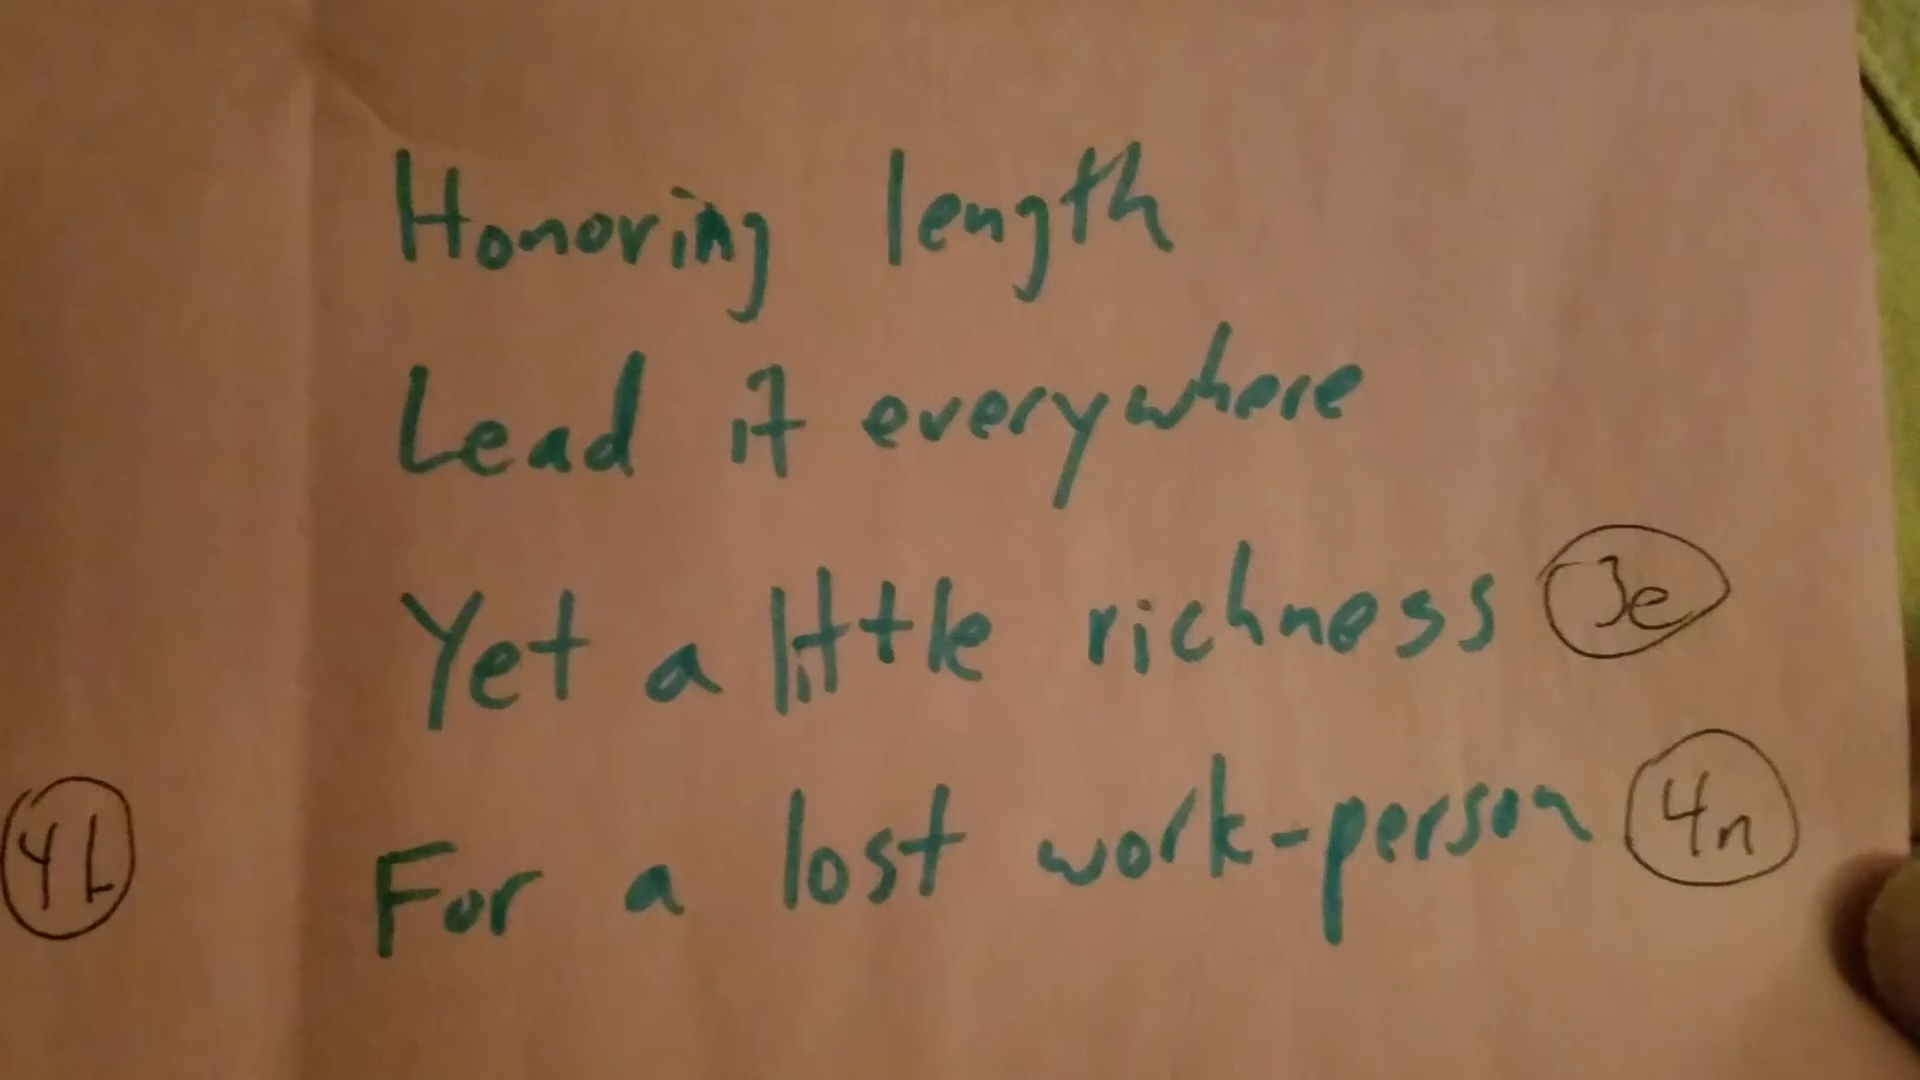 Honoring length
Lead it everywhere
Yet a little richness 3e
4L For a lost work-person 4n